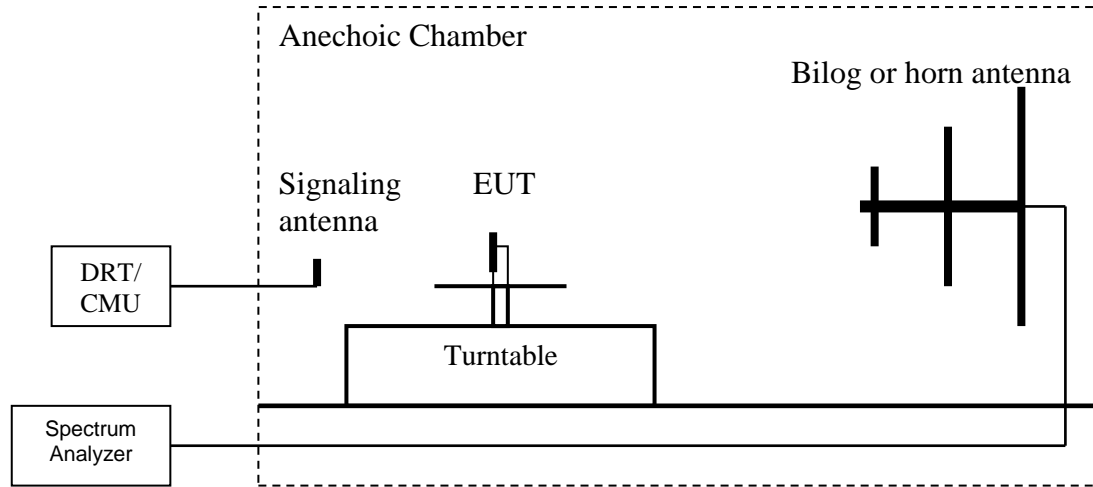 Anechoic Chamber
Bilog or horn antenna
Signaling
antenna
EUT
DRT/
CMU
Turntable
Spectrum
Analyzer